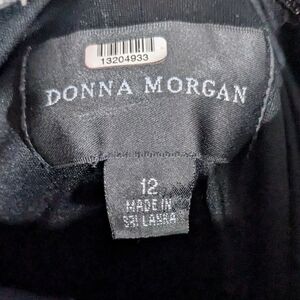 13204933
DONNA MORGAN
12
MADE IN
SRI LANKA